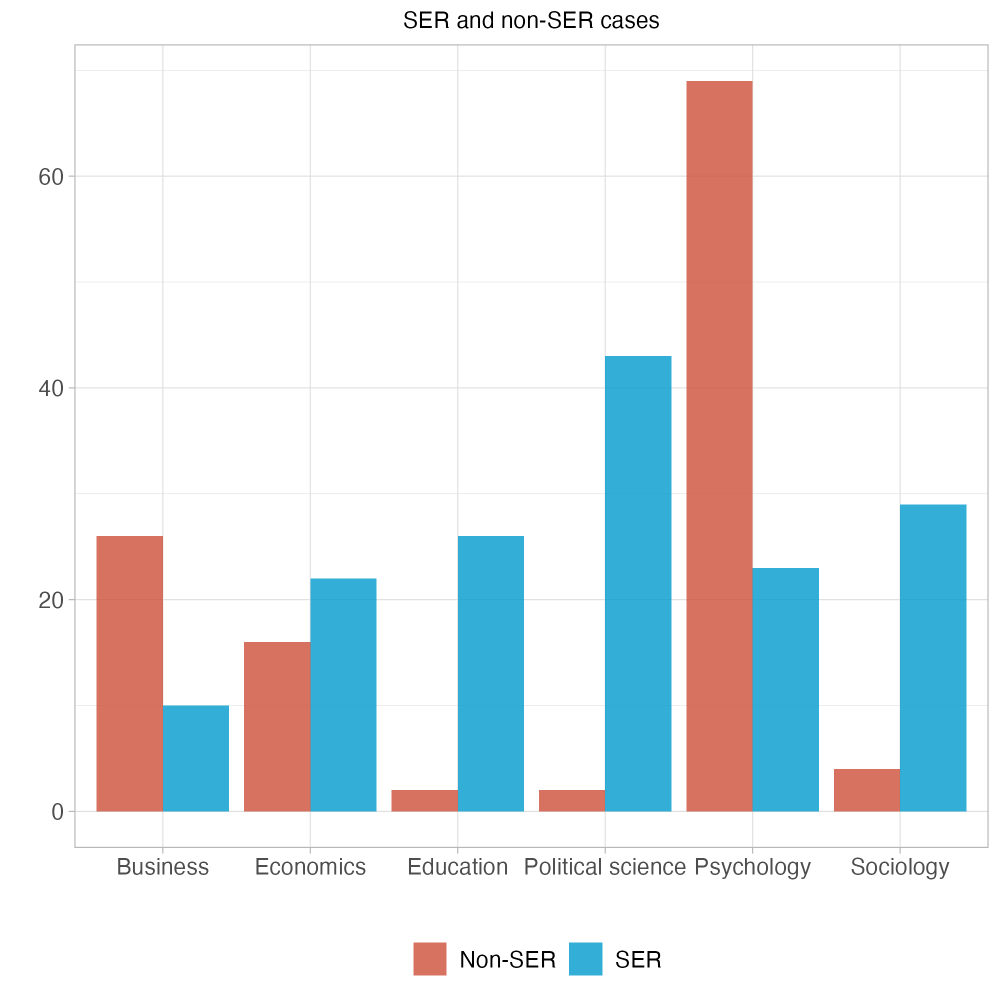 SER and non-SER cases
60
40
20
0
Business Economics Education Political science Psychology Sociology
Non-SER SER